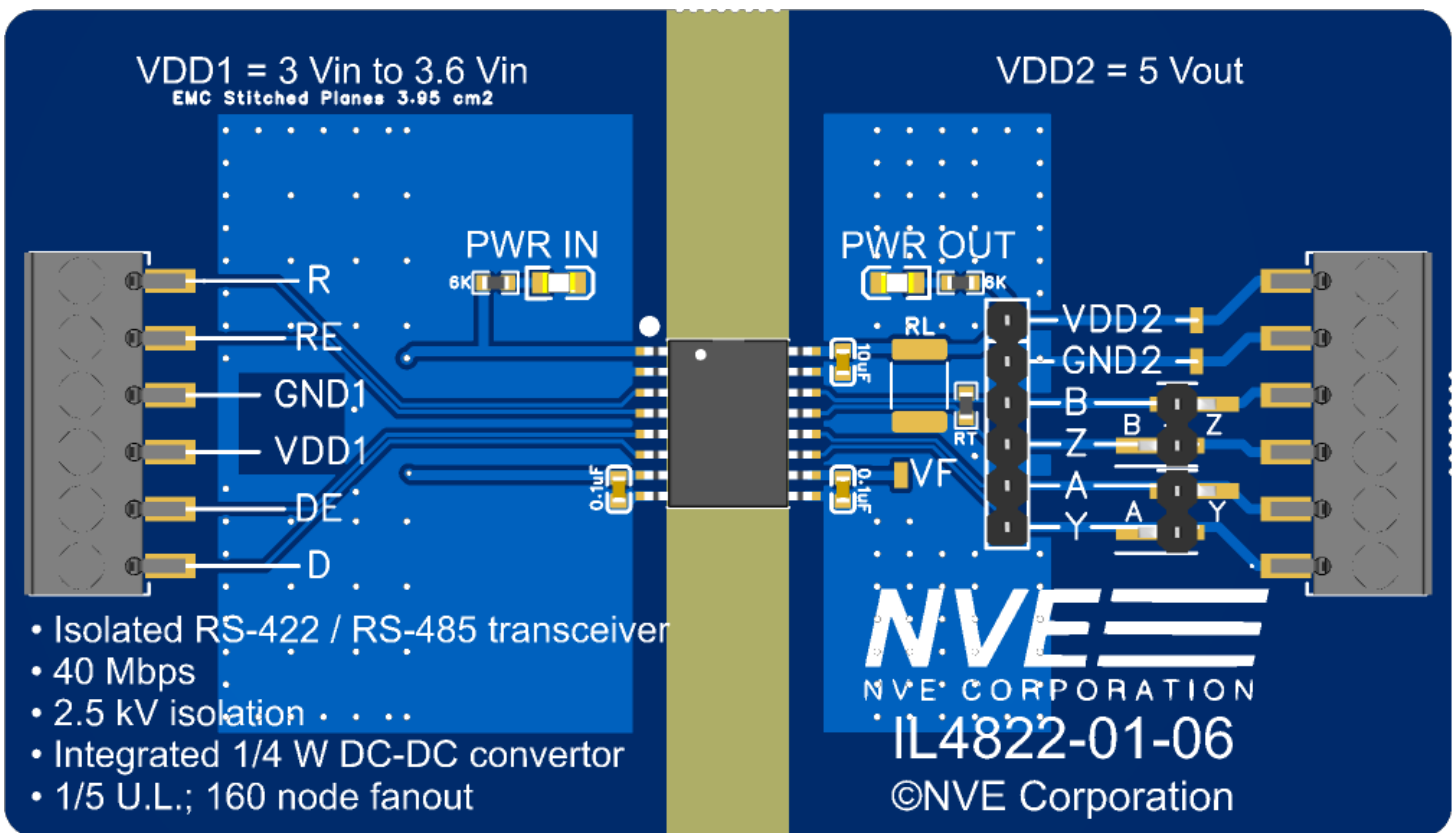 VDD1 = 3 Vin to 3.6 Vin
EMC Stitched Planes 3.95 cm2
VDD2 = 5 Vout
PWR IN
6K
PWR OUT
6K
R
RE
GND1
VDD1
DE
D
0.1uF
10uF
RL
RT
VF
0.1uF
VDD2
GND2
B
Z
A
Y
B
Z
A
Y
• Isolated RS-422 / RS-485 transceiver
• 40 Mbps
• 2.5 kV isolation
• Integrated 1/4 W DC-DC convertor
• 1/5 U.L.; 160 node fanout
NVE
NVE CORPORATION
IL4822-01-06
©NVE Corporation